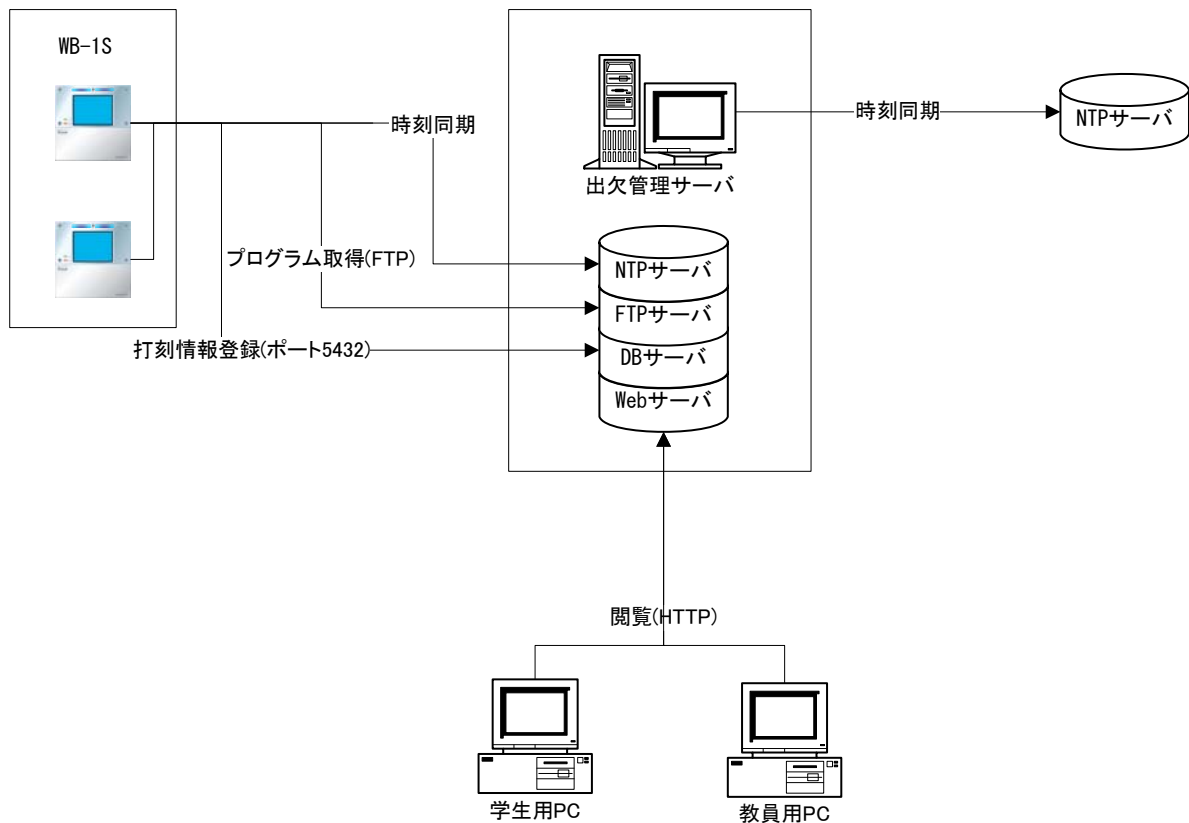 WB-1S
時刻同期
プログラム取得(FTP)
打刻情報登録(ポート5432)
出欠管理サーバ
NTPサーバ
FTPサーバ
DBサーバ
Webサーバ
時刻同期
NTPサーバ
閲覧(HTTP)
学生用PC
教員用PC